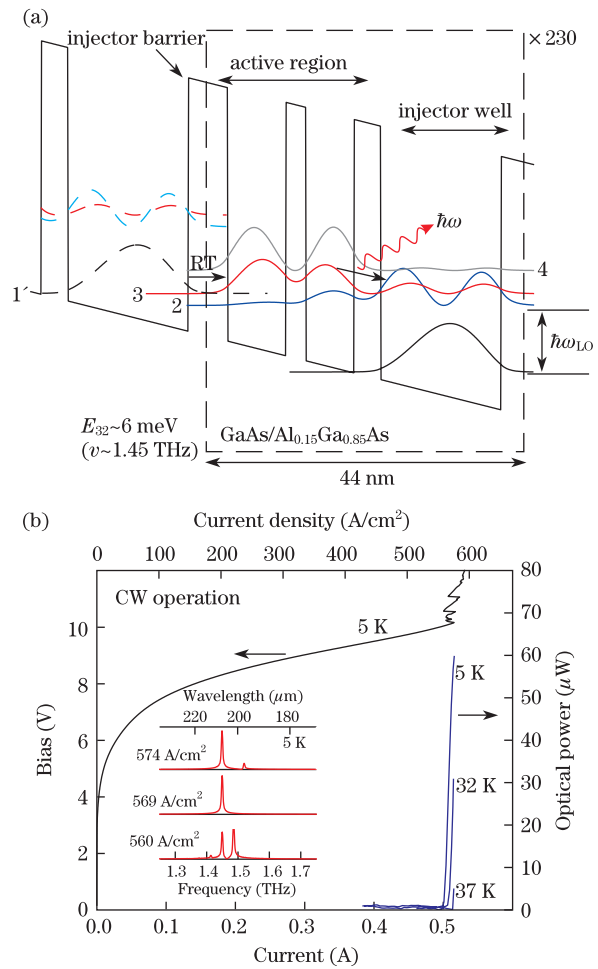 (a)
injector barrier
×230
active region
injector well
ħω
RT
4
1´
3
2
ħω_LO
E₃₂~6 meV
(ν~1.45 THz)
GaAs/Al₀.₁₅Ga₀.₈₅As
44 nm
(b)
Current density (A/cm²)
0 100 200 300 400 500 600
80
CW operation
70
10
5 K
60
5 K
8
Wavelength (μm)
50
220 200 180
5 K
6
40
574 A/cm²
32 K
4
30
569 A/cm²
20
2
560 A/cm²
10
1.3 1.4 1.5 1.6 1.7
37 K
Frequency (THz)
0
0
0.0 0.1 0.2 0.3 0.4 0.5
Current (A)
Bias (V)
Optical power (μW)